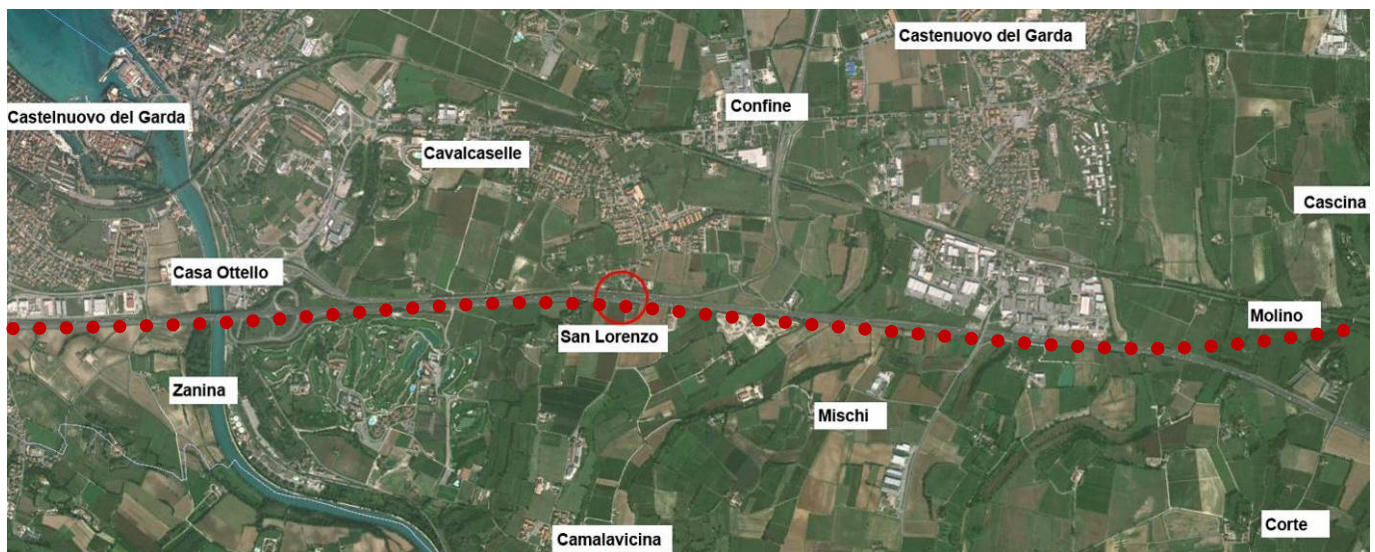 Castenuovo del Garda
Confine
Castelnuovo del Garda
Cavalcaselle
Cascina
Casa Ottello
Molino
San Lorenzo
Zanina
Mischi
Corte
Camalavicina